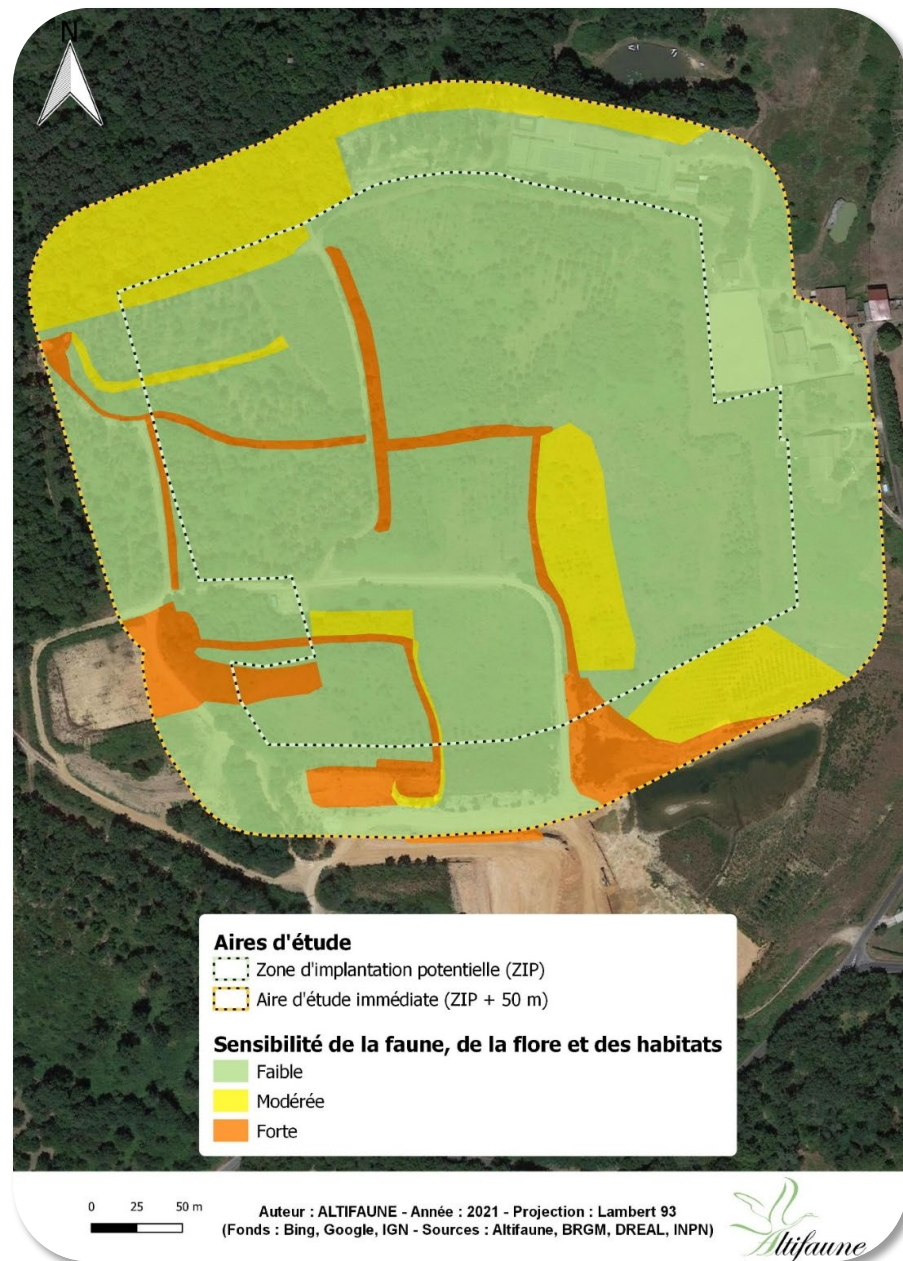 N
Aires d'étude
Zone d'implantation potentielle (ZIP)
Aire d'étude immédiate (ZIP + 50 m)
Sensibilité de la faune, de la flore et des habitats
Faible
Modérée
Forte
0 25 50 m
Auteur : ALTIFAUNE - Année : 2021 - Projection : Lambert 93
(Fonds : Bing, Google, IGN - Sources : Altifaune, BRGM, DREAL, INPN)
Altifaune